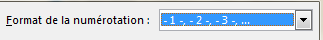 Format de la numérotation : - 1 -, - 2 -, - 3 -, ...